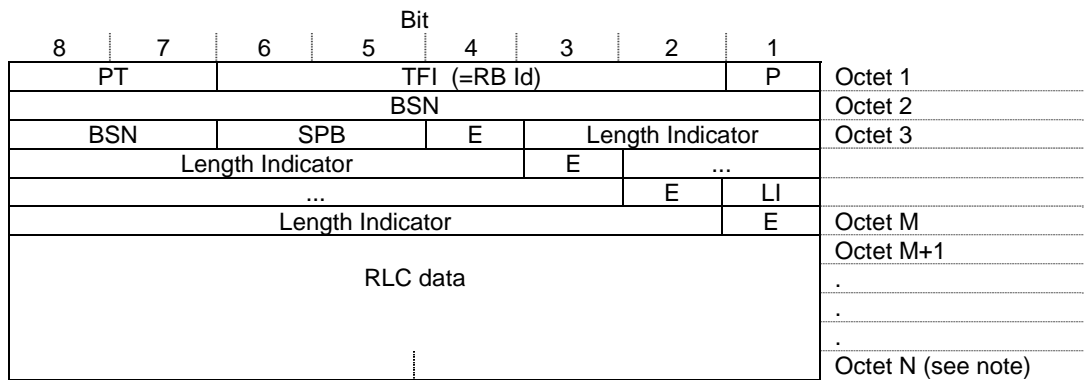 Bit
8 7 6 5 4 3 2 1
PT TFI (=RB Id) P Octet 1
BSN Octet 2
BSN SPB E Length Indicator Octet 3
Length Indicator E ...
... E LI
Length Indicator E Octet M
Octet M+1
RLC data .
.
.
Octet N (see note)